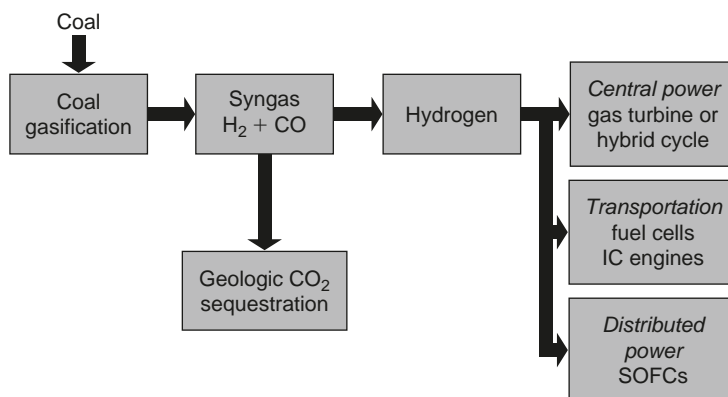 Coal
Coal
gasification
Syngas
H₂ + CO
Hydrogen
Central power
gas turbine or
hybrid cycle
Transportation
fuel cells
IC engines
Geologic CO₂
sequestration
Distributed
power
SOFCs